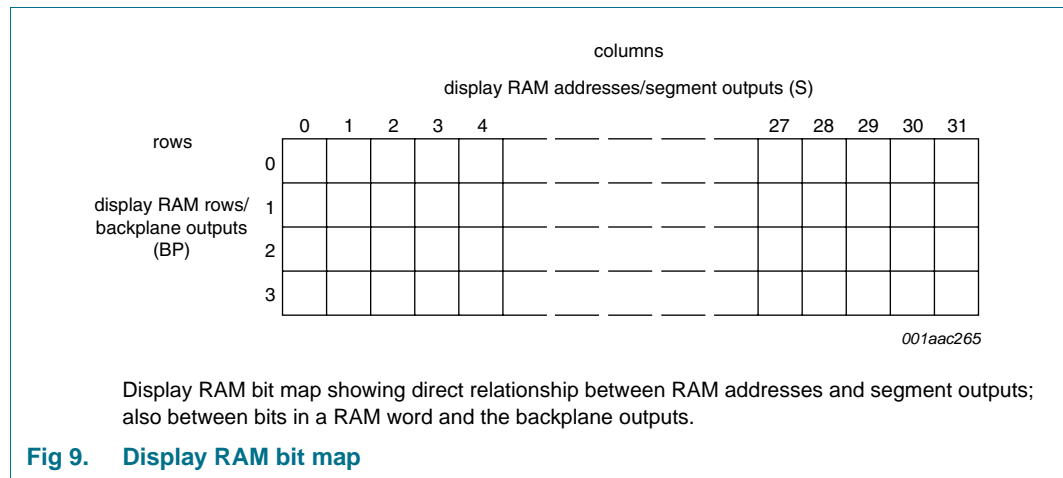 columns
display RAM addresses/segment outputs (S)
0 1 2 3 4 27 28 29 30 31
rows
0
display RAM rows/ 1
backplane outputs
(BP) 2
3
001aac265
Display RAM bit map showing direct relationship between RAM addresses and segment outputs;
also between bits in a RAM word and the backplane outputs.
Fig 9. Display RAM bit map